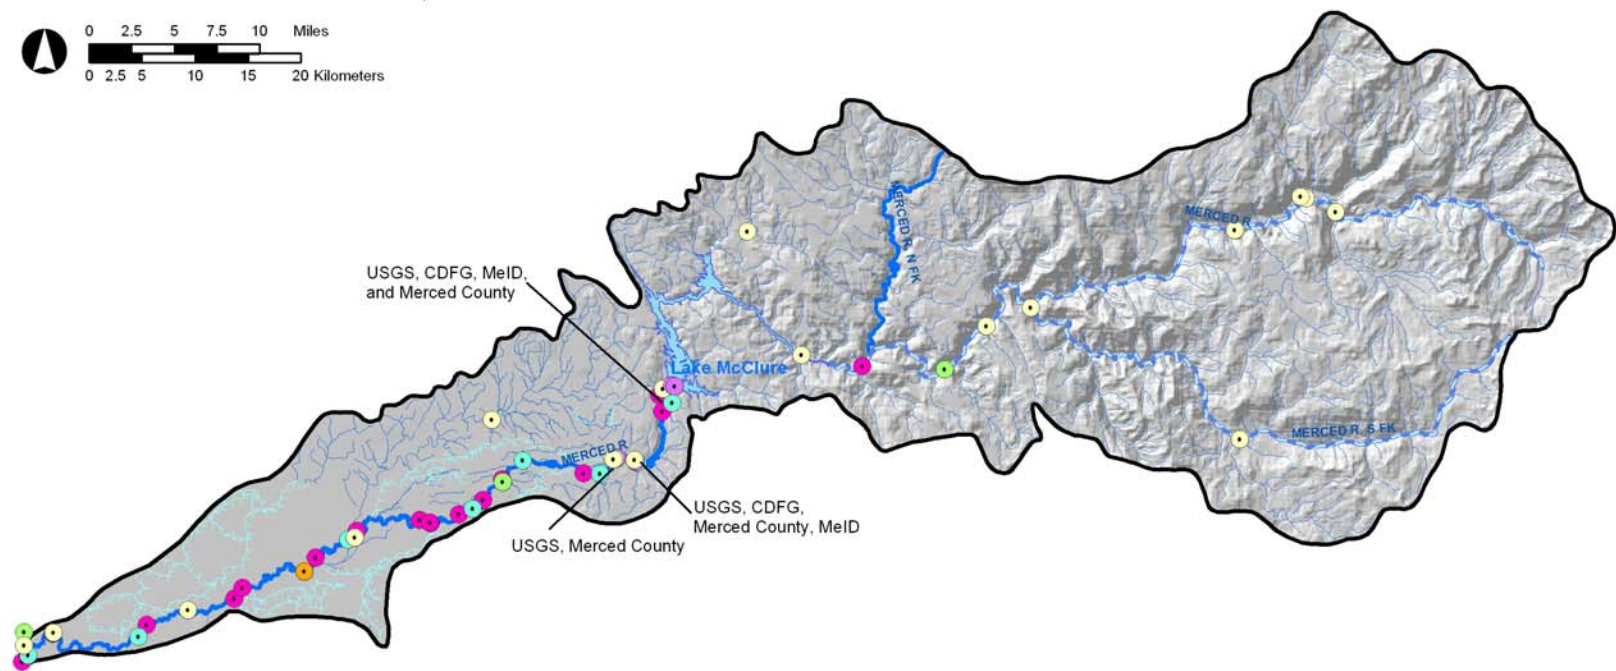 0 2.5 5 7.5 10 Miles
0 2.5 5 10 15 20 Kilometers
MERCED R. N FK
MERCED R
USGS, CDFG, MeID,
and Merced County
Lake McClure
MERCED R. S FK
MERCED R
USGS, CDFG,
Merced County, MeID
USGS, Merced County